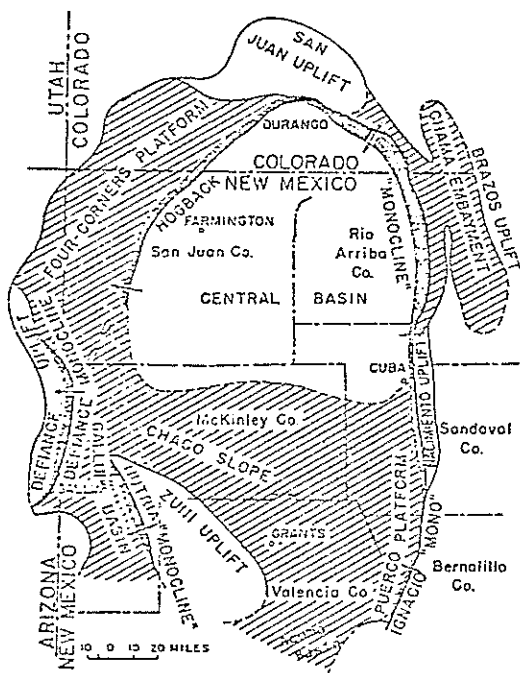 SAN
JUAN UPLIFT
UTAH
COLORADO
DURANGO
FOUR-CORNERS PLATFORM
CHAMA EMBAYMENT
BRAZOS UPLIFT
COLORADO
NEW MEXICO
HOGBACK
"MONOCLINE"
FARMINGTON
San Juan Co.
Rio
Arriba
Co.
CENTRAL BASIN
DEFIANCE UPLIFT
DEFIANCE MONOCLINE
CUBA
NACIMIENTO UPLIFT
McKinley Co.
Sandoval
Co.
CHACO SLOPE
GALLUP
BASIN
"MONOCLINE"
ZUNI UPLIFT
GRANTS
PUERCO PLATFORM
IGNACIO "MONO"
Bernalillo
Co.
Valencia Co
ARIZONA
NEW MEXICO
10 0 15 20 MILES